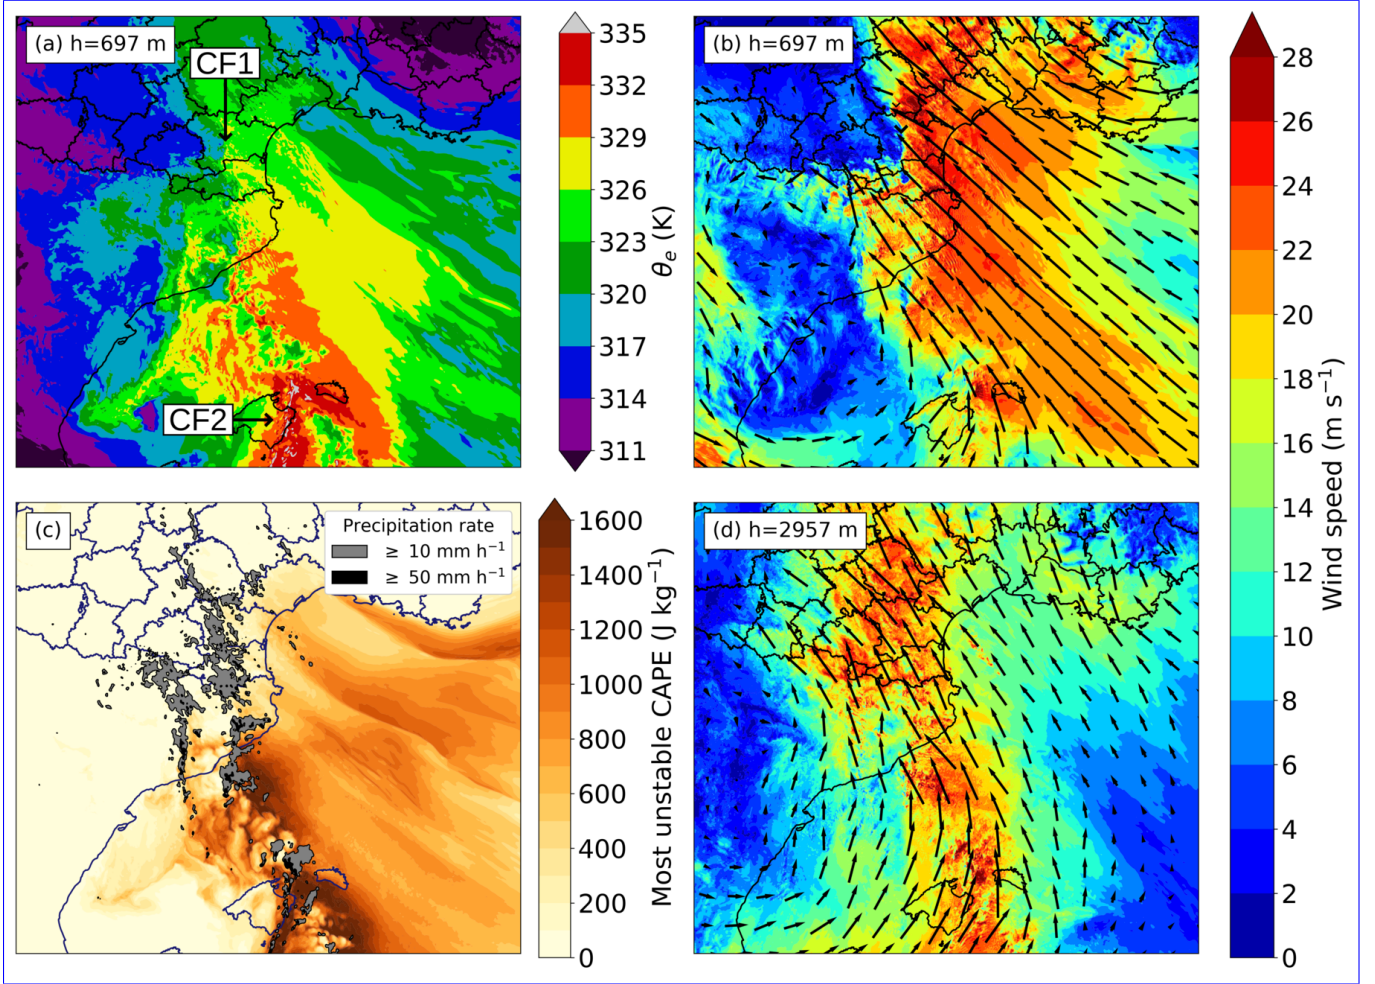 (a) h=697 m
CF1
CF2
335
332
329
326
323
320
317
314
311
θe (K)
(b) h=697 m
(c)
Precipitation rate
≥ 10 mm h⁻¹
≥ 50 mm h⁻¹
1600
1400
1200
1000
800
600
400
200
0
Most unstable CAPE (J kg⁻¹)
(d) h=2957 m
28
26
24
22
20
18
16
14
12
10
8
6
4
2
0
Wind speed (m s⁻¹)